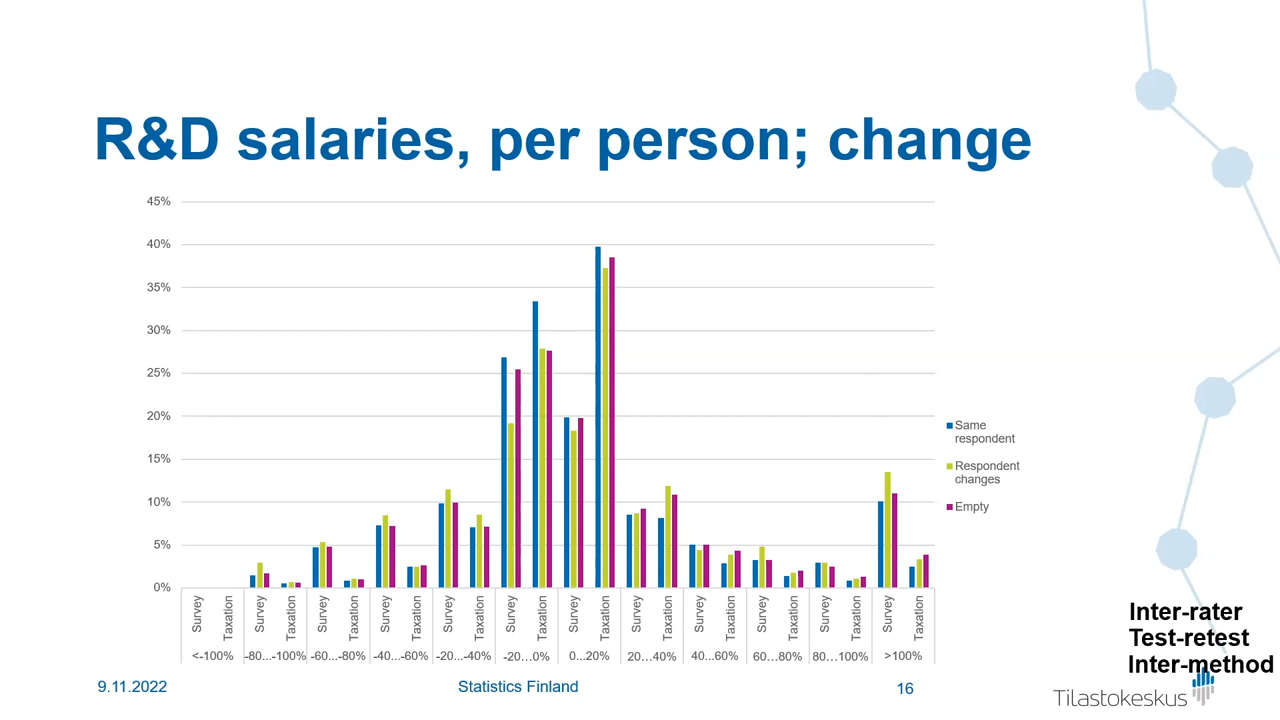 R&D salaries, per person; change
45%
40%
35%
30%
25%
20%
15%
10%
5%
0%
Survey
Taxation
Survey
Taxation
Survey
Taxation
Survey
Taxation
Survey
Taxation
Survey
Taxation
Survey
Taxation
Survey
Taxation
Survey
Taxation
Survey
Taxation
Survey
Taxation
Survey
Taxation
<-100%
-80...-100%
-60...-80%
-40...-60%
-20...-40%
-20…0%
0...20%
20…40%
40...60%
60…80%
80…100%
>100%
Same
respondent
Respondent
changes
Empty
Inter-rater
Test-retest
Inter-method
9.11.2022
Statistics Finland
16
Tilastokeskus